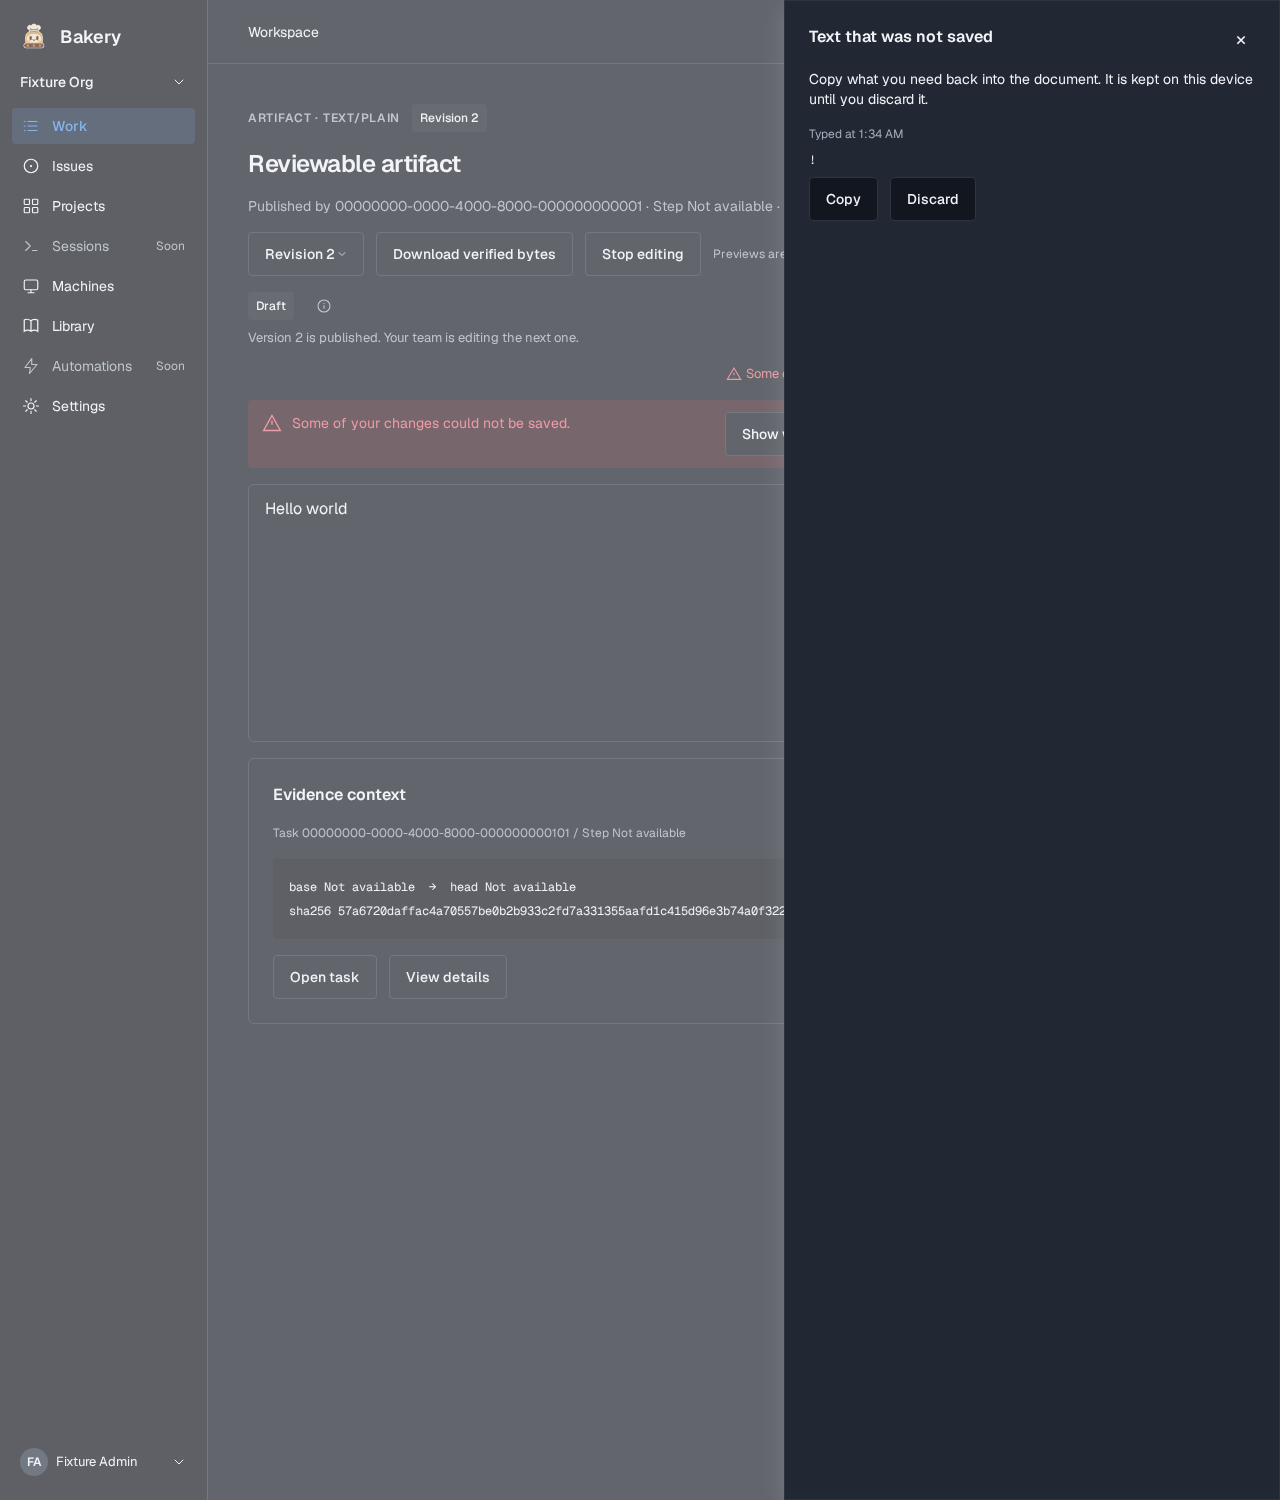 Bakery
Fixture Org
Work
Issues
Projects
Sessions Soon
Machines
Library
Automations Soon
Settings
FA Fixture Admin
Workspace
ARTIFACT · TEXT/PLAIN Revision 2
Reviewable artifact
Published by 00000000-0000-4000-8000-000000000001 · Step Not available ·
Revision 2 Download verified bytes Stop editing Previews are
Draft
Version 2 is published. Your team is editing the next one.
Some
Some of your changes could not be saved.
Show
Hello world
Evidence context
Task 00000000-0000-4000-8000-000000000101 / Step Not available
base Not available → head Not available
sha256 57a6720daffac4a70557be0b2b933c2fd7a331355aafd1c415d96e3b74a0f322
Open task View details
Text that was not saved ×
Copy what you need back into the document. It is kept on this device
until you discard it.
Typed at 1:34 AM
!
Copy Discard